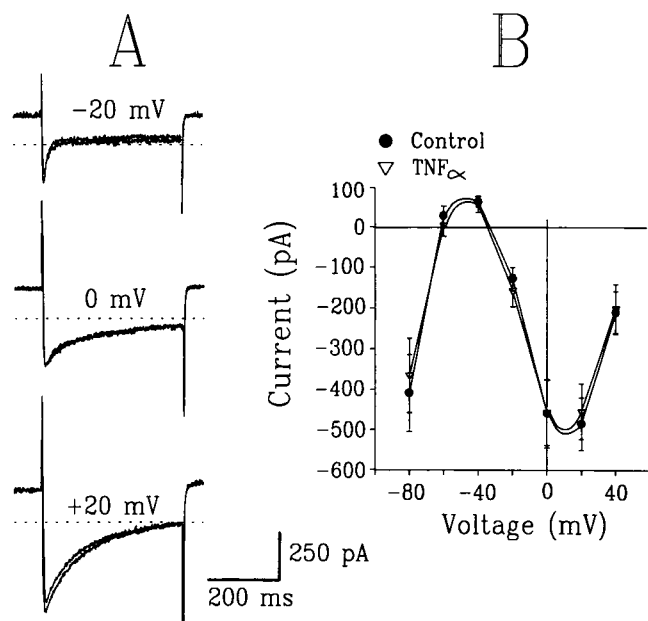 A
−20 mV
0 mV
+20 mV
250 pA
200 ms
B
● Control
▽ TNF∝
Current (pA)
100
0
−100
−200
−300
−400
−500
−600
−80 −40 0 40
Voltage (mV)